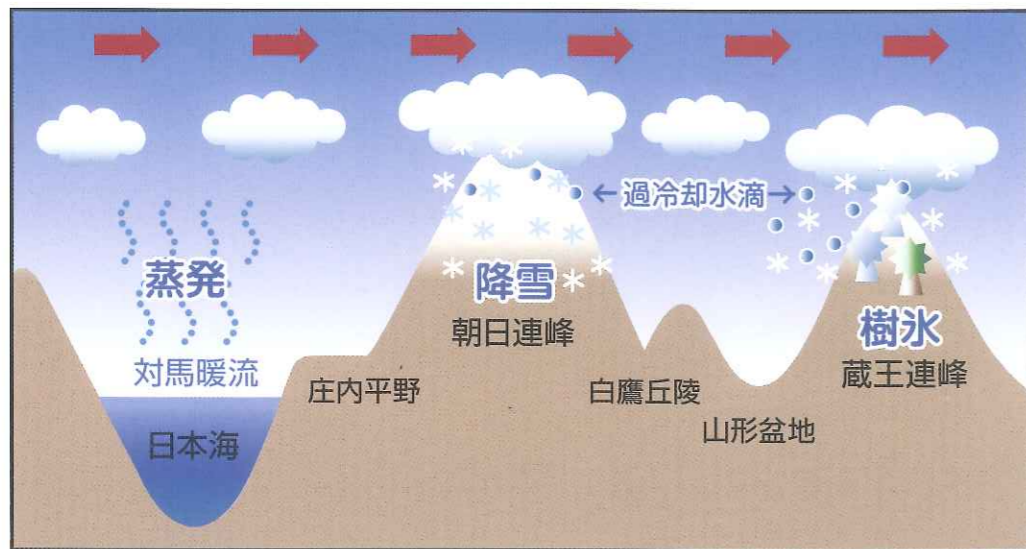 ←過冷却水滴→
蒸発
降雪
樹氷
朝日連峰
対馬暖流
庄内平野
白鷹丘陵
蔵王連峰
山形盆地
日本海